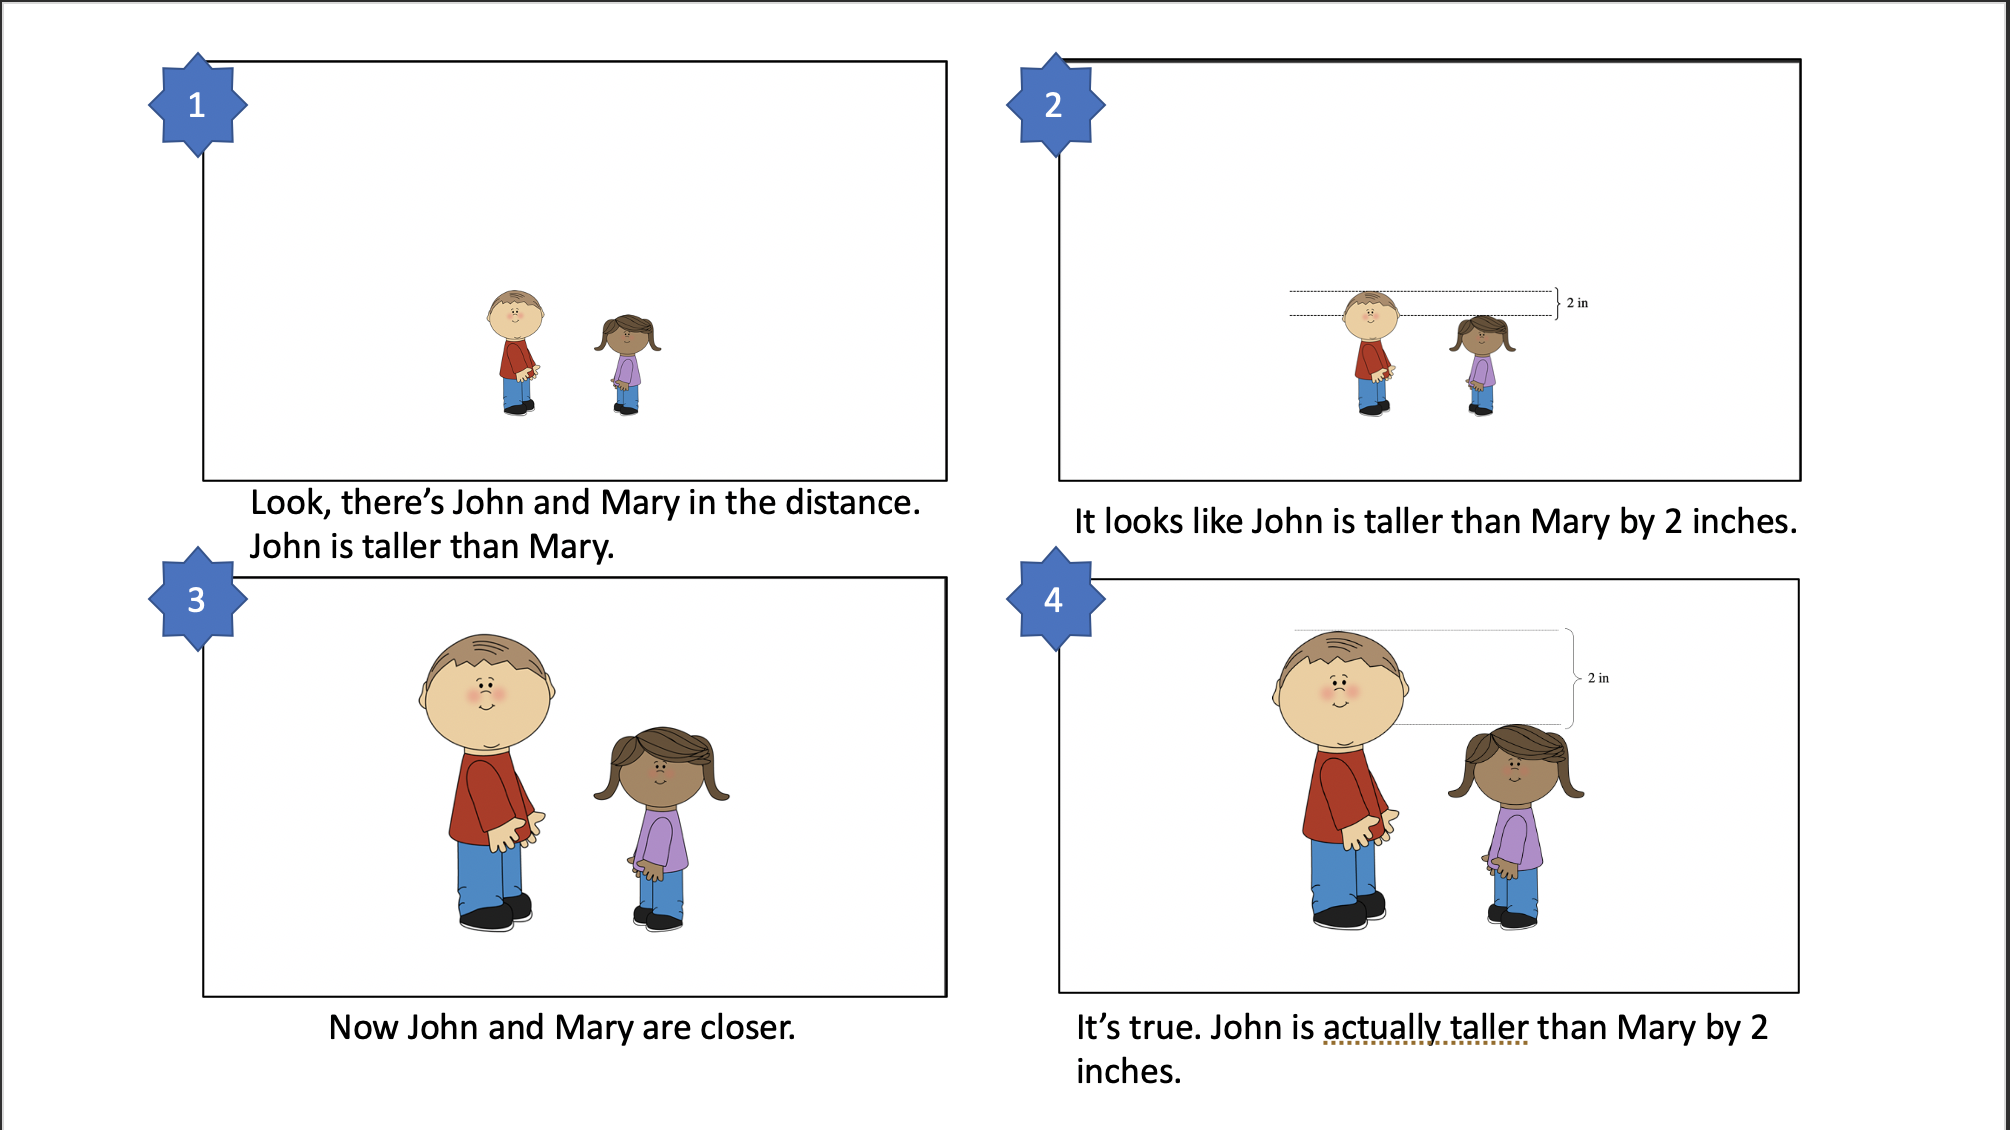 1
Look, there's John and Mary in the distance.
John is taller than Mary.
2
2 in
It looks like John is taller than Mary by 2 inches.
3
Now John and Mary are closer.
4
2 in
It's true. John is actually taller than Mary by 2
inches.